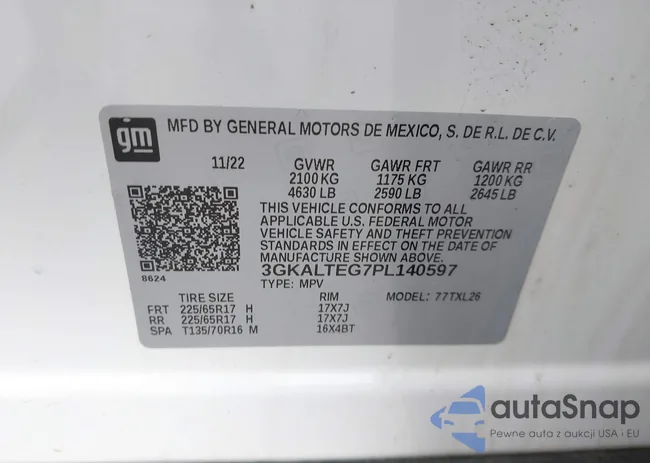 gm
MFD BY GENERAL MOTORS DE MEXICO, S. DE R.L. DE C.V.
11/22 GVWR GAWR FRT GAWR RR
2100 KG 1175 KG 1200 KG
4630 LB 2590 LB 2645 LB
THIS VEHICLE CONFORMS TO ALL
APPLICABLE U.S. FEDERAL MOTOR
VEHICLE SAFETY AND THEFT PREVENTION
STANDARDS IN EFFECT ON THE DATE OF
MANUFACTURE SHOWN ABOVE.
8624
3GKALTEG7PL140597
TYPE: MPV MODEL: 77TXL26
TIRE SIZE RIM
FRT 225/65R17 H 17X7J
RR 225/65R17 H 17X7J
SPA T135/70R16 M 16X4BT
autaSnap
Pewne auta z aukcji USA i EU